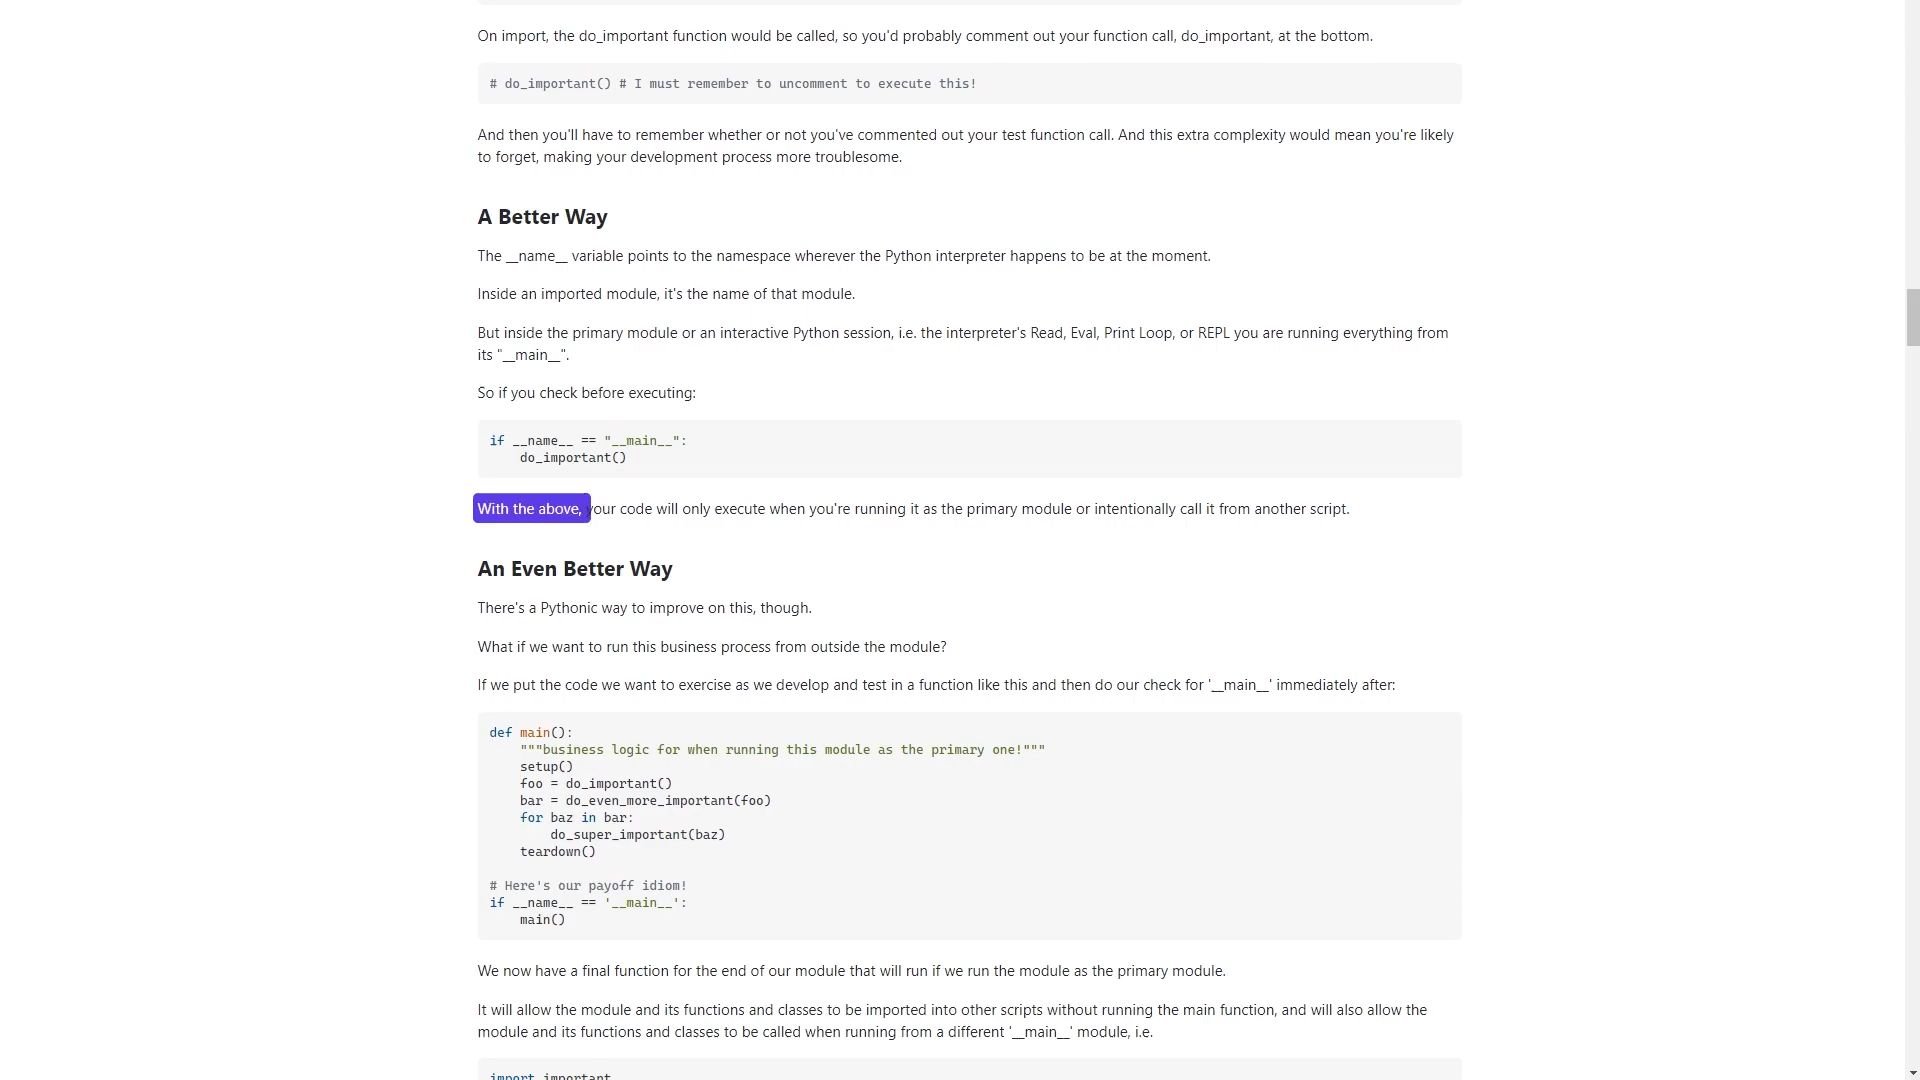 On import, the do_important function would be called, so you'd probably comment out your function call, do_important, at the bottom.
# do_important() # I must remember to uncomment to execute this!
And then you'll have to remember whether or not you've commented out your test function call. And this extra complexity would mean you're likely
to forget, making your development process more troublesome.
A Better Way
The __name__ variable points to the namespace wherever the Python interpreter happens to be at the moment.
Inside an imported module, it's the name of that module.
But inside the primary module or an interactive Python session, i.e. the interpreter's Read, Eval, Print Loop, or REPL you are running everything from
its "__main__".
So if you check before executing:
if __name__ == "__main__":
    do_important()
With the above, your code will only execute when you're running it as the primary module or intentionally call it from another script.
An Even Better Way
There's a Pythonic way to improve on this, though.
What if we want to run this business process from outside the module?
If we put the code we want to exercise as we develop and test in a function like this and then do our check for '__main__' immediately after:
def main():
    """business logic for when running this module as the primary one!"""
    setup()
    foo = do_important()
    bar = do_even_more_important(foo)
    for baz in bar:
        do_super_important(baz)
    teardown()
# Here's our payoff idiom!
if __name__ == '__main__':
    main()
We now have a final function for the end of our module that will run if we run the module as the primary module.
It will allow the module and its functions and classes to be imported into other scripts without running the main function, and will also allow the
module and its functions and classes to be called when running from a different '__main__' module, i.e.
import important